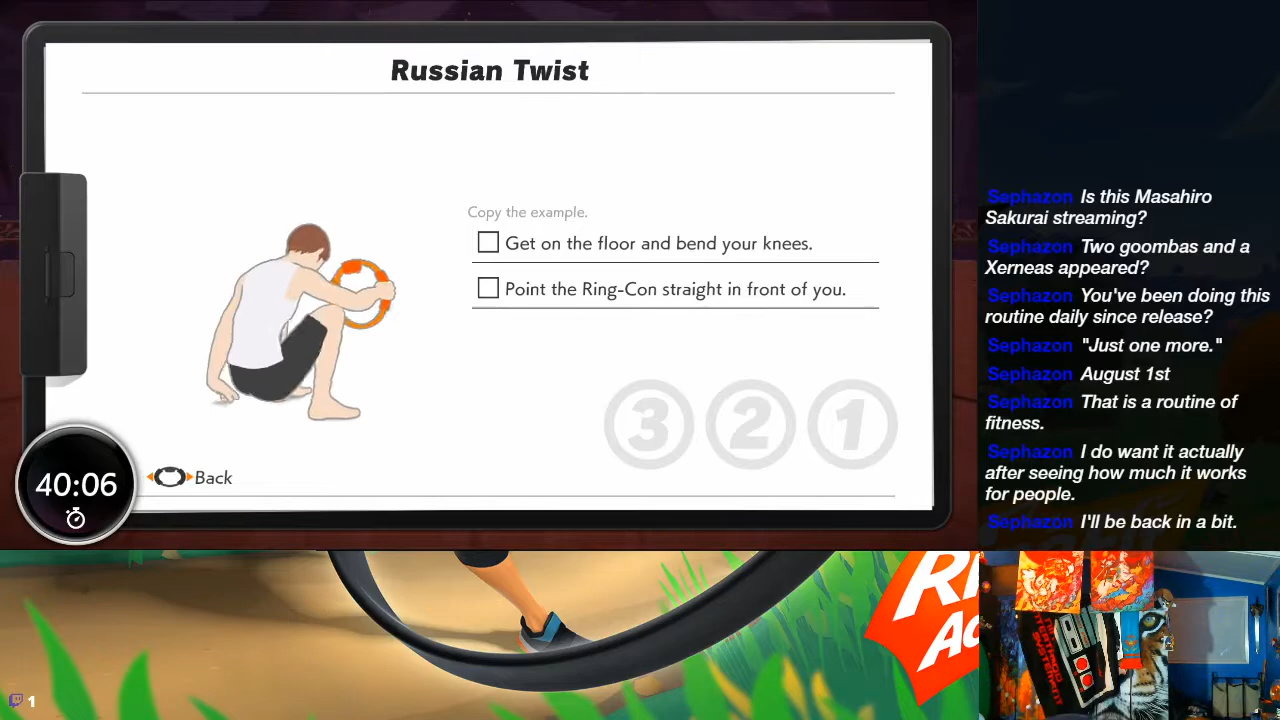 Russian Twist
Copy the example.
Get on the floor and bend your knees.
Point the Ring-Con straight in front of you.
3 2 1
Back
40:06
Sephazon Is this Masahiro
Sakurai streaming?
Sephazon Two goombas and a
Xerneas appeared?
Sephazon You've been doing this
routine daily since release?
Sephazon "Just one more."
Sephazon August 1st
Sephazon That is a routine of
fitness.
Sephazon I do want it actually
after seeing how much it works
for people.
Sephazon I'll be back in a bit.
1